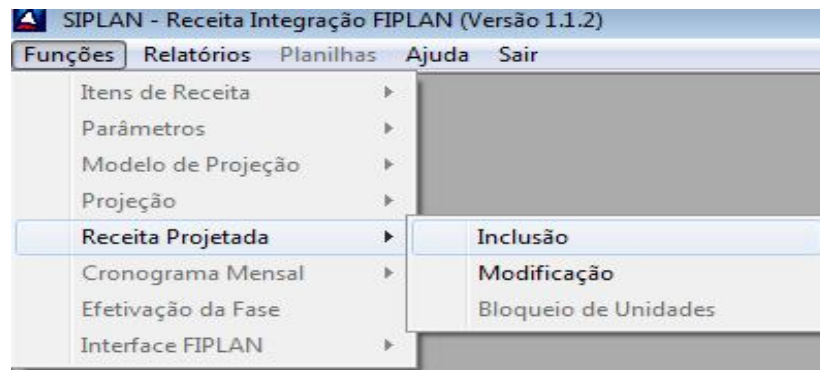 SIPLAN - Receita Integração FIPLAN (Versão 1.1.2)
Funções Relatórios Planilhas Ajuda Sair
Itens de Receita
Parâmetros
Modelo de Projeção
Projeção
Receita Projetada
Inclusão
Cronograma Mensal
Modificação
Efetivação da Fase
Bloqueio de Unidades
Interface FIPLAN